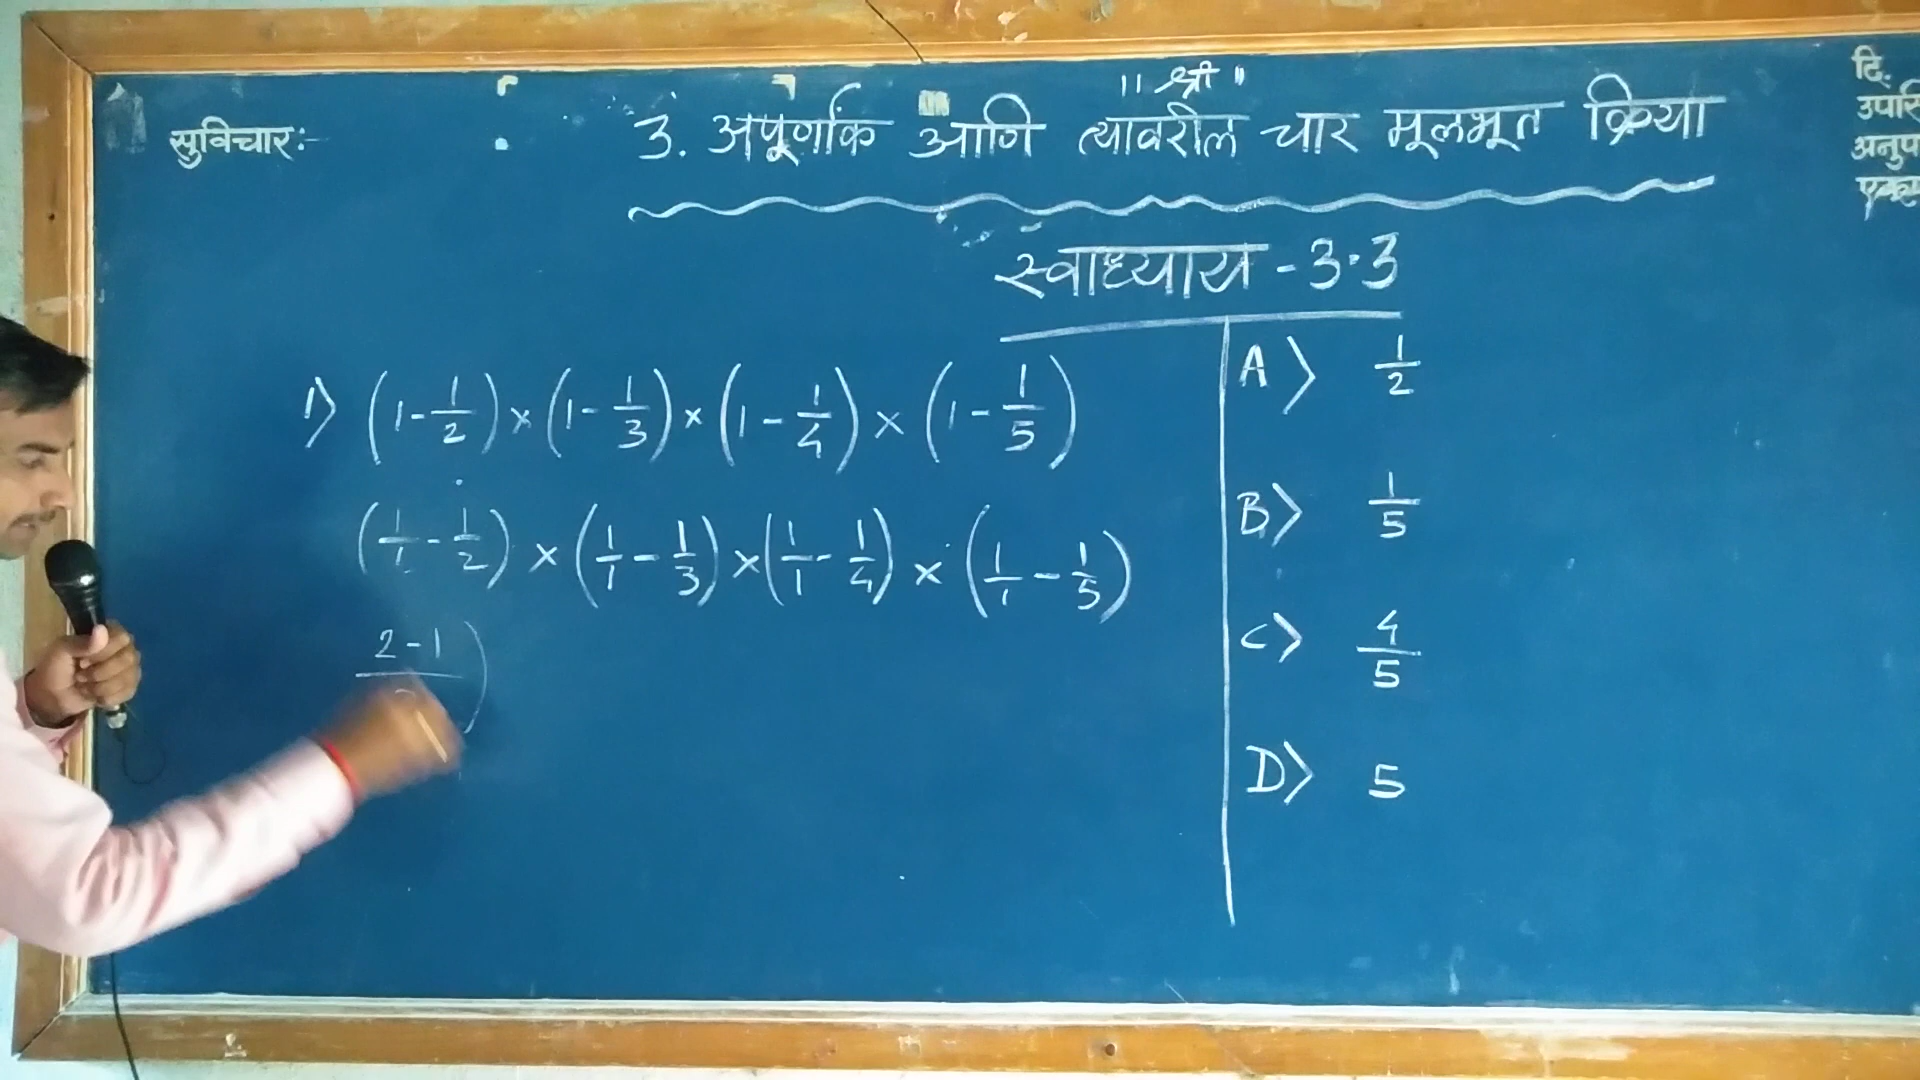 ॥ श्री ॥
सुविचार:-
3. अपूर्णांक आणि त्यावरील चार मूलभूत क्रिया
दि.
स्वाध्याय - 3.3
1) (1 - 1/2) × (1 - 1/3) × (1 - 1/4) × (1 - 1/5)
(1/1 - 1/2) × (1/1 - 1/3) × (1/1 - 1/4) × (1/1 - 1/5)
2 - 1 )
A) 1/2
B) 1/5
C) 4/5
D) 5